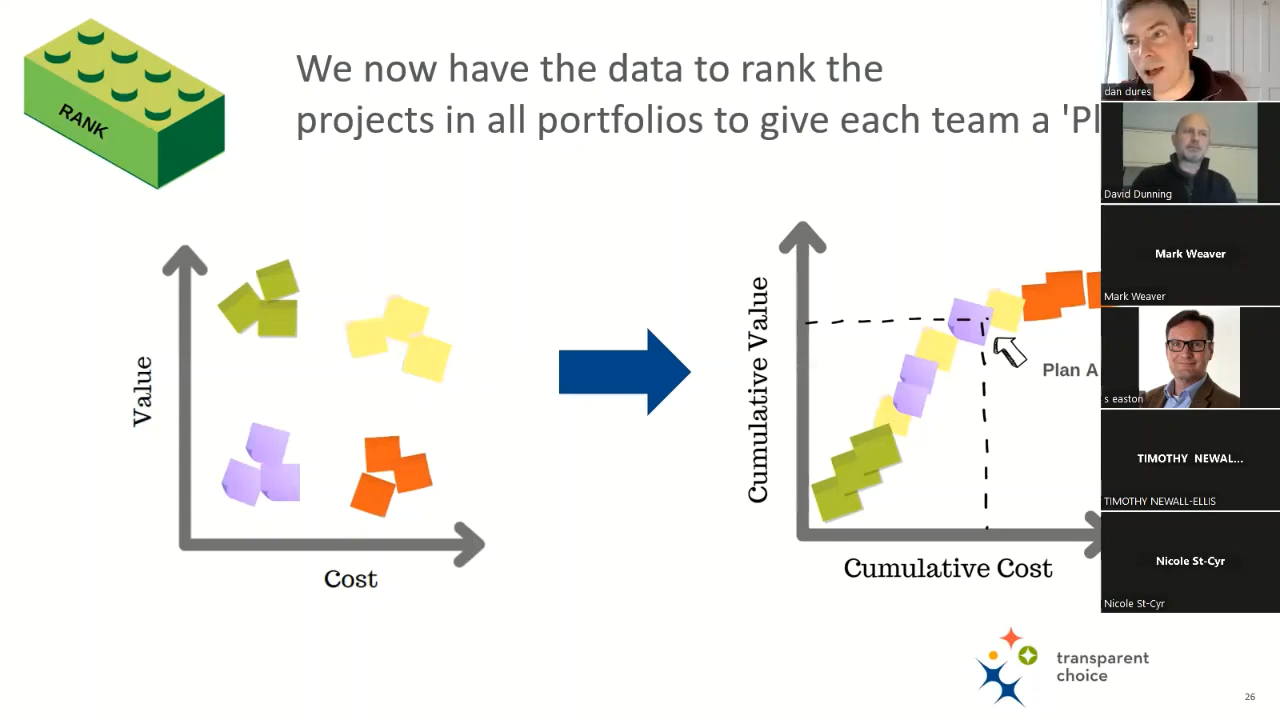 RANK
We now have the data to rank the
projects in all portfolios to give each team a 'Pl
Value
Cost
Cumulative Value
Cumulative Cost
Plan A
transparent
choice
26
dan dures
David Dunning
Mark Weaver
Mark Weaver
s easton
TIMOTHY NEWAL...
TIMOTHY NEWALL-ELLIS
Nicole St-Cyr
Nicole St-Cyr